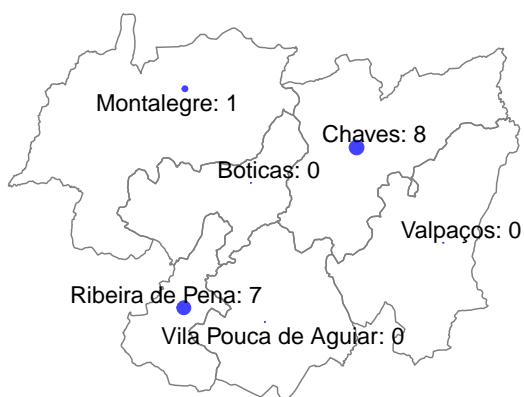 Montalegre: 1
Chaves: 8
Boticas: 0
Valpaços: 0
Ribeira de Pena: 7
Vila Pouca de Aguiar: 0